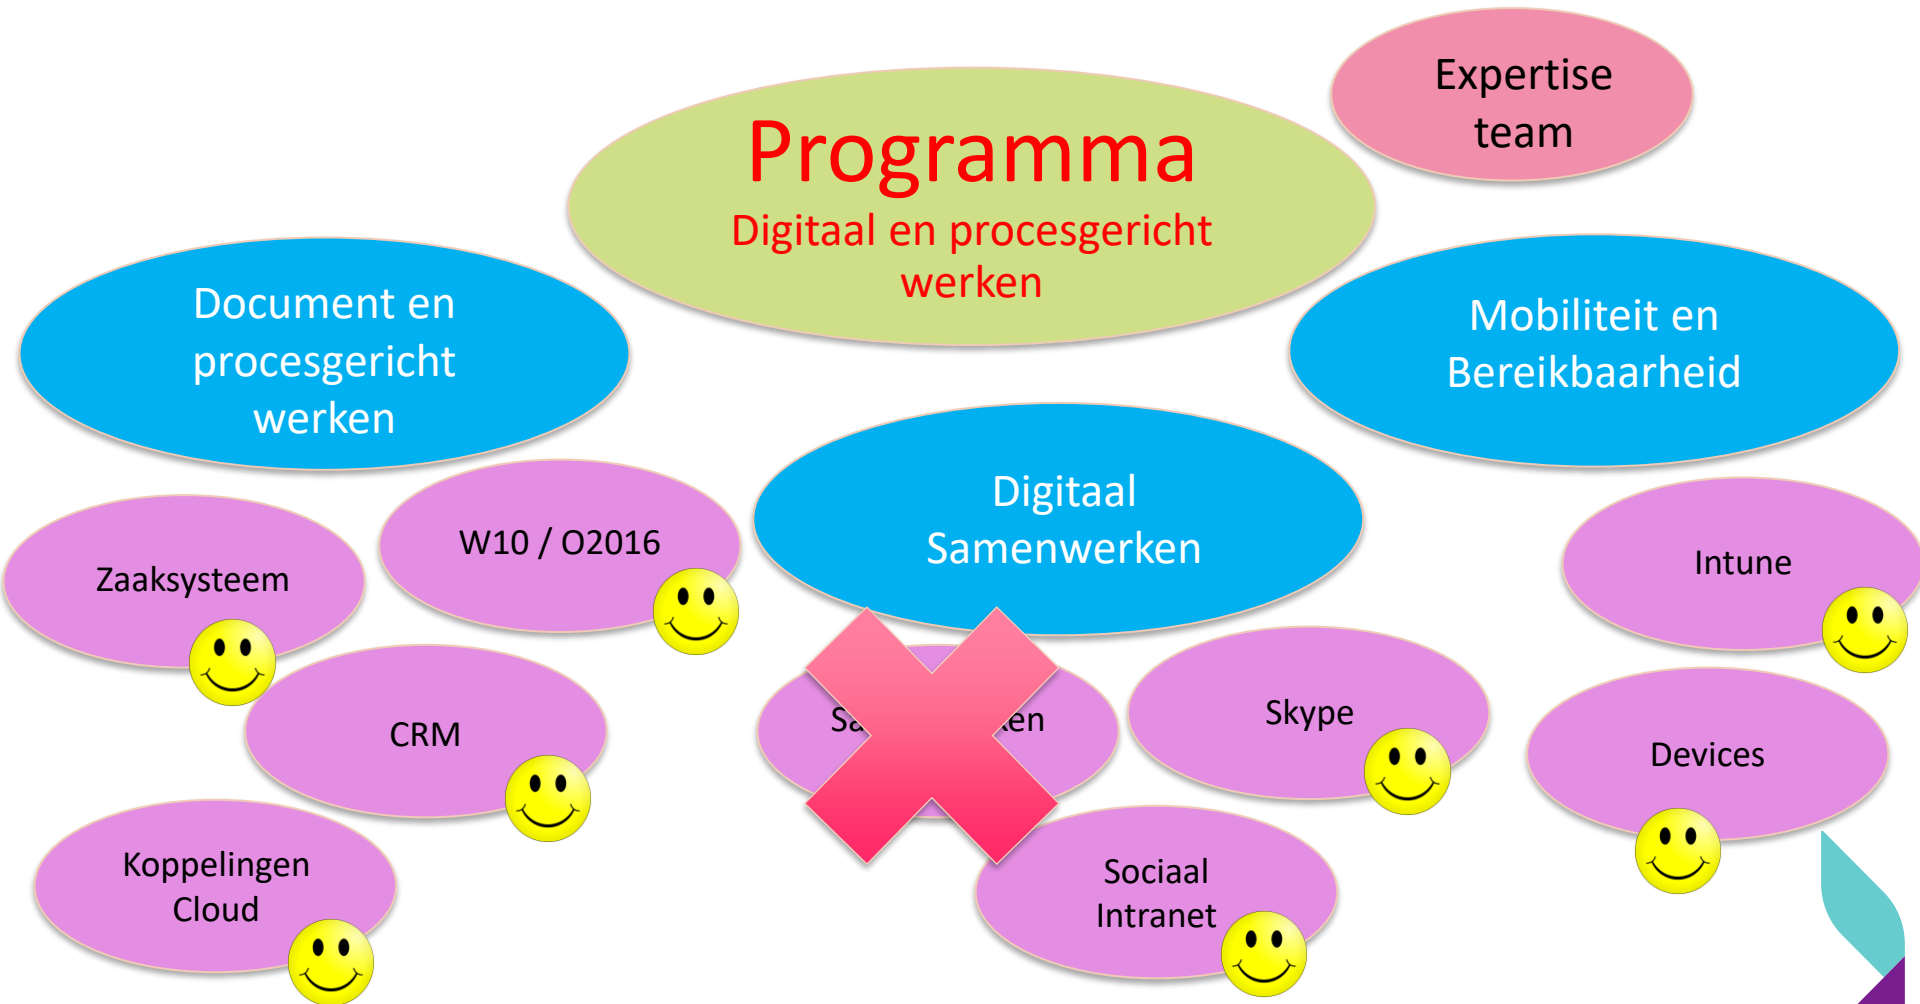 Expertise
team
Programma
Digitaal en procesgericht
werken
Document en
procesgericht
werken
Mobiliteit en
Bereikbaarheid
Digitaal
Samenwerken
W10 / O2016
Zaaksysteem
Intune
CRM
Skype
Devices
Koppelingen
Cloud
Sociaal
Intranet